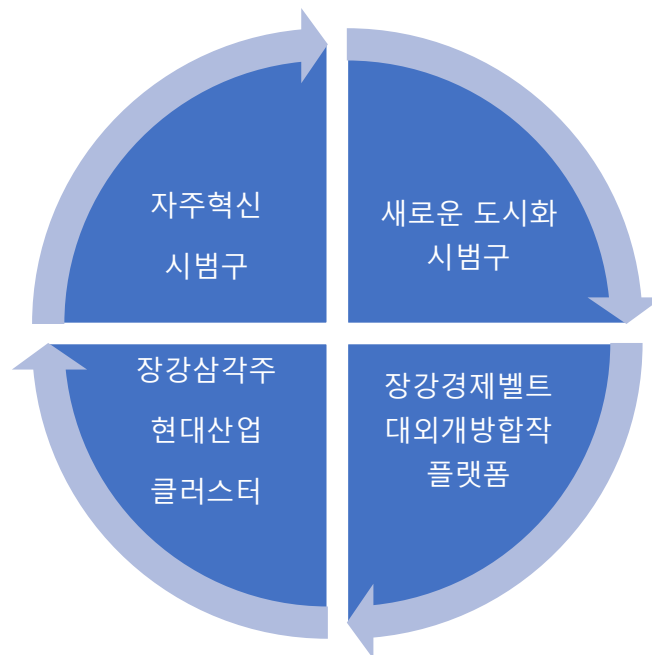 자주혁신
시범구
새로운 도시화
시범구
장강삼각주
현대산업
클러스터
장강경제벨트
대외개방합작
플랫폼